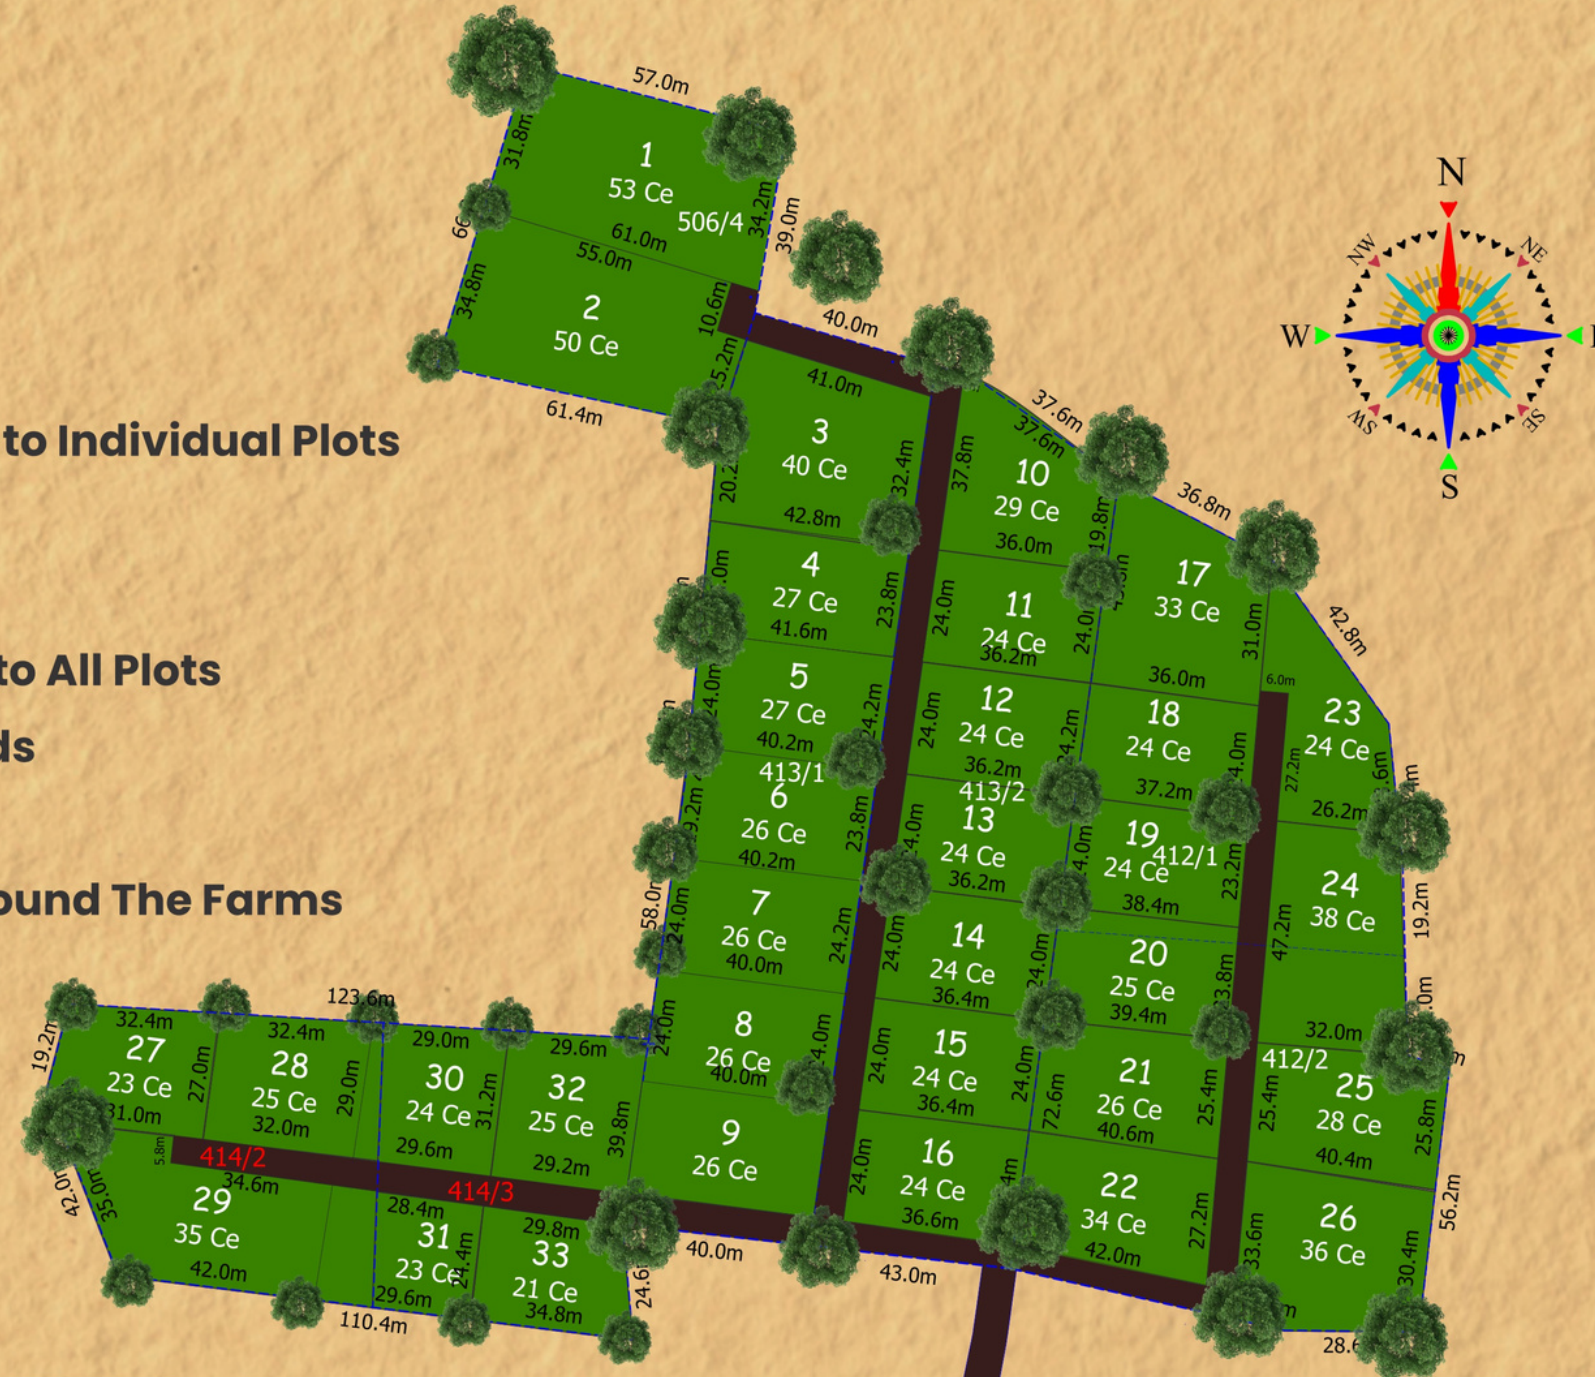 to Individual Plots
to All Plots
ds
ound The Farms
N
NE
SE
S
SW
W
NW
57.0m
31.8m
1
53 Ce
506/4
34.2m
39.0m
61.0m
55.0m
34.8m
2
50 Ce
10.6m
61.4m
40.0m
41.0m
3
40 Ce
32.4m
42.8m
37.8m
37.6m
37.6m
10
29 Ce
36.0m
19.8m
36.8m
4
27 Ce
41.6m
23.8m
24.0m
11
24 Ce
36.2m
17
33 Ce
36.0m
31.0m
42.8m
6.0m
5
27 Ce
40.2m
24.0m
24.2m
24.0m
12
24 Ce
36.2m
24.2m
18
24 Ce
37.2m
27.2m
23
24 Ce
26.2m
413/1
6
26 Ce
40.2m
23.8m
413/2
13
24 Ce
36.2m
19
24 Ce
412/1
38.4m
23.2m
24
38 Ce
19.2m
47.2m
32.0m
58.0m
24.0m
7
26 Ce
40.0m
24.2m
24.0m
14
24 Ce
36.4m
24.0m
20
25 Ce
39.4m
8
26 Ce
40.0m
24.0m
24.0m
15
24 Ce
36.4m
24.0m
72.6m
21
26 Ce
40.6m
25.4m
412/2
25
28 Ce
40.4m
25.4m
25.8m
9
26 Ce
39.8m
24.0m
16
24 Ce
36.6m
22
34 Ce
42.0m
27.2m
33.6m
26
36 Ce
30.4m
56.2m
123.6m
19.2m
32.4m
27
23 Ce
31.0m
27.0m
32.4m
28
25 Ce
32.0m
29.0m
29.0m
30
24 Ce
29.6m
31.2m
29.6m
32
25 Ce
29.2m
5.8m
414/2
414/3
42.0m
35.0m
34.6m
29
35 Ce
42.0m
28.4m
31
23 Ce
29.6m
24.4m
29.8m
33
21 Ce
34.8m
110.4m
40.0m
43.0m